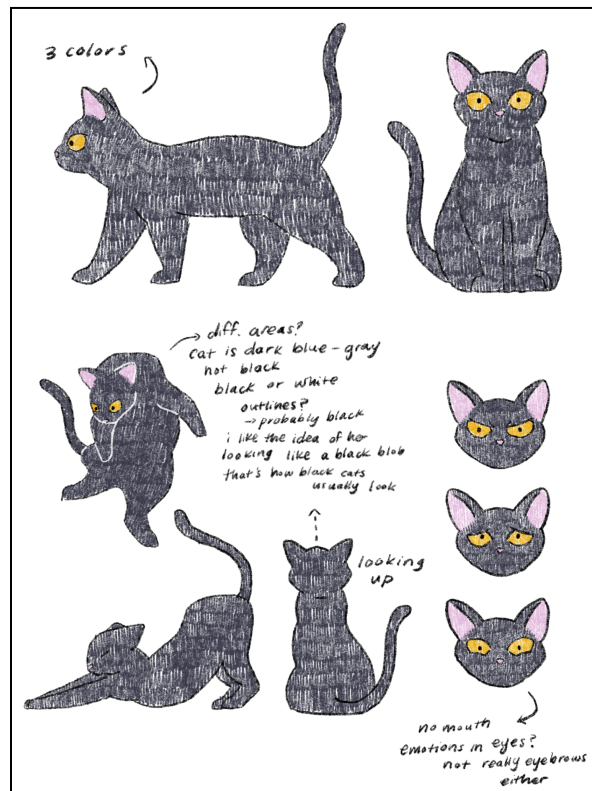 3 colors
diff. areas?
cat is dark blue-gray
not black
black or white
outlines?
→ probably black
i like the idea of her
looking like a black blob
that's how black cats
usually look
looking
up
no mouth
emotions in eyes?
not really eyebrows
either